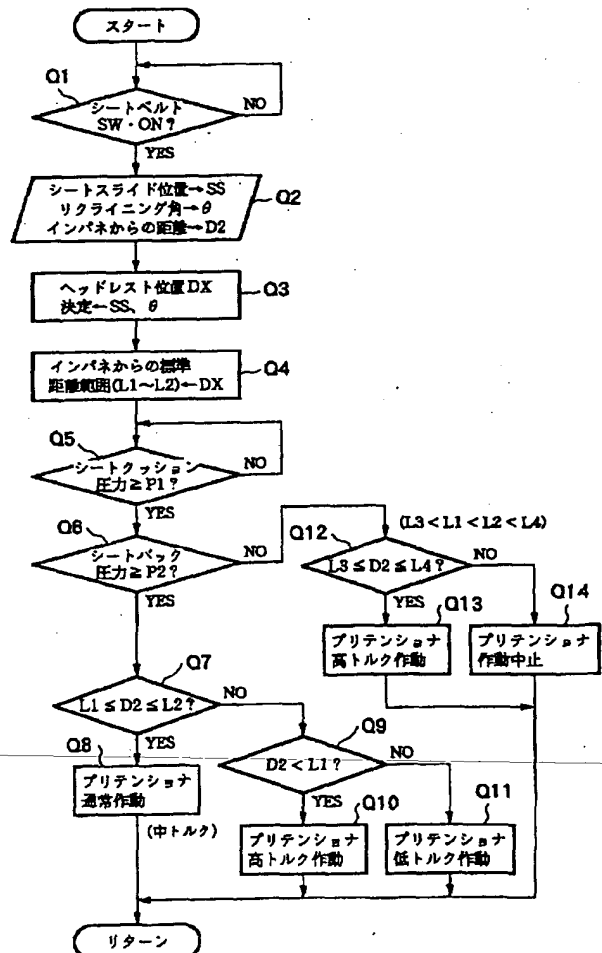 スタート
Q1
シートベルト
SW・ON?
NO
YES
シートスライド位置→SS
リクライニング角→θ
インパネからの距離→D2
Q2
ヘッドレスト位置DX
決定←SS、θ
Q3
インパネからの標準
距離範囲(L1~L2)←DX
Q4
Q5
シートクッション
圧力≧P1?
NO
YES
Q6
シートバック
圧力≧P2?
NO
YES
Q12
(L3<L1<L2<L4)
L3≦D2≦L4?
NO
YES
Q13
プリテンショナ
高トルク作動
Q14
プリテンショナ
作動中止
Q7
L1≦D2≦L2?
NO
YES
Q8
プリテンショナ
通常作動
(中トルク)
Q9
D2<L1?
NO
YES
Q10
プリテンショナ
高トルク作動
Q11
プリテンショナ
低トルク作動
リターン